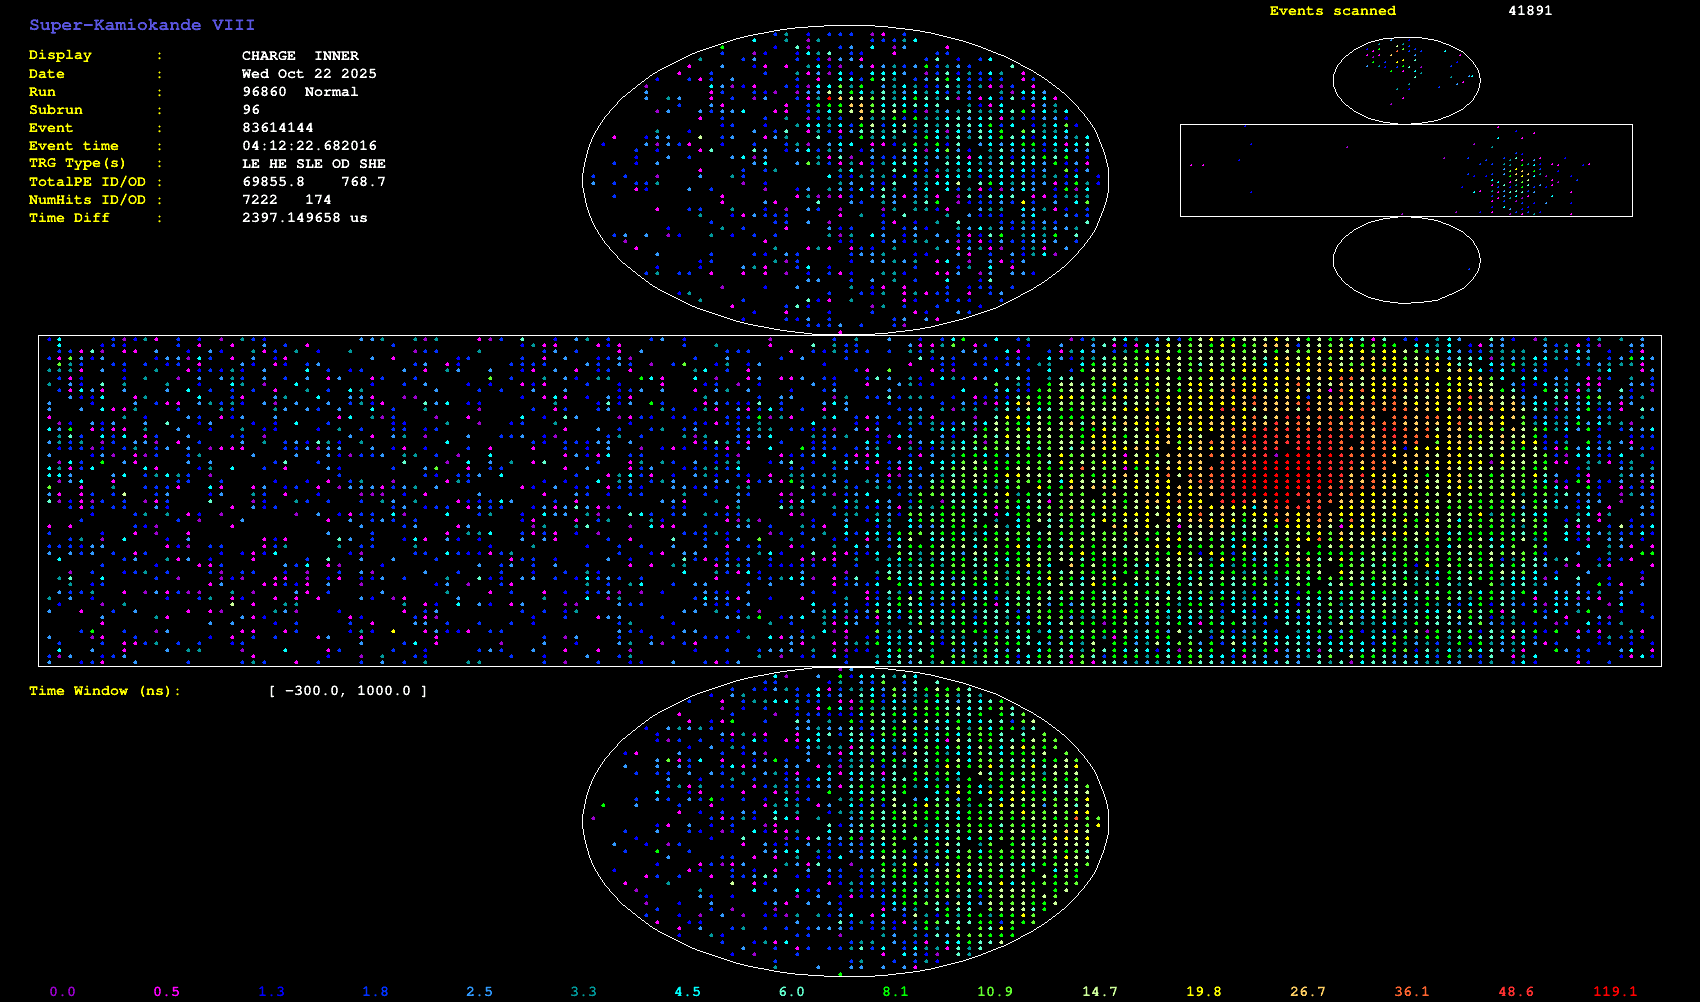 Super-Kamiokande VIII
Events scanned 41891
Display : CHARGE INNER
Date : Wed Oct 22 2025
Run : 96860 Normal
Subrun : 96
Event : 83614144
Event time : 04:12:22.682016
TRG Type(s) : LE HE SLE OD SHE
TotalPE ID/OD : 69855.8 768.7
NumHits ID/OD : 7222 174
Time Diff : 2397.149658 us
Time Window (ns): [ -300.0, 1000.0 ]
0.0 0.5 1.3 1.8 2.5 3.3 4.5 6.0 8.1 10.9 14.7 19.8 26.7 36.1 48.6 119.1